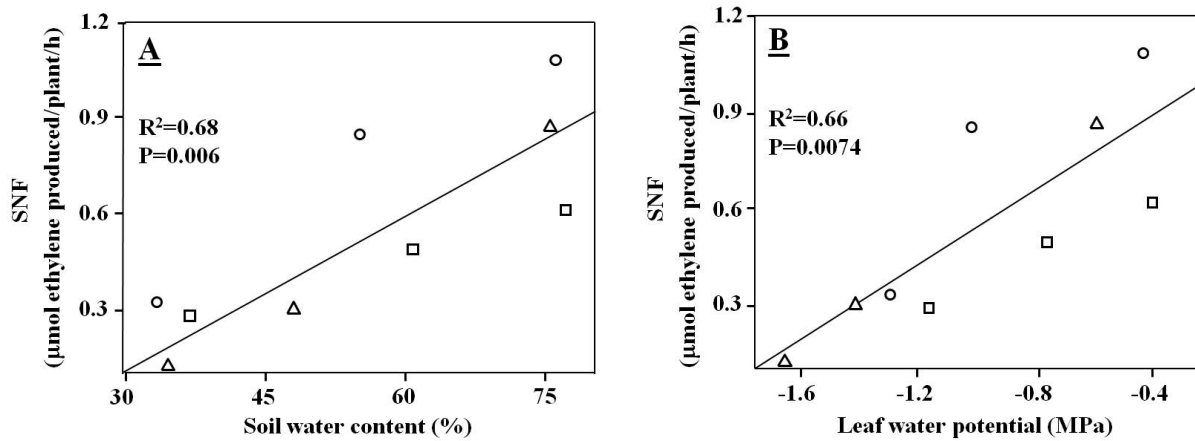 1.2
A
0.9
R²=0.68
P=0.006
0.6
0.3
SNF
(μmol ethylene produced/plant/h)
30
45
60
75
Soil water content (%)
1.2
B
0.9
R²=0.66
P=0.0074
0.6
0.3
SNF
(μmol ethylene produced/plant/h)
-1.6
-1.2
-0.8
-0.4
Leaf water potential (MPa)